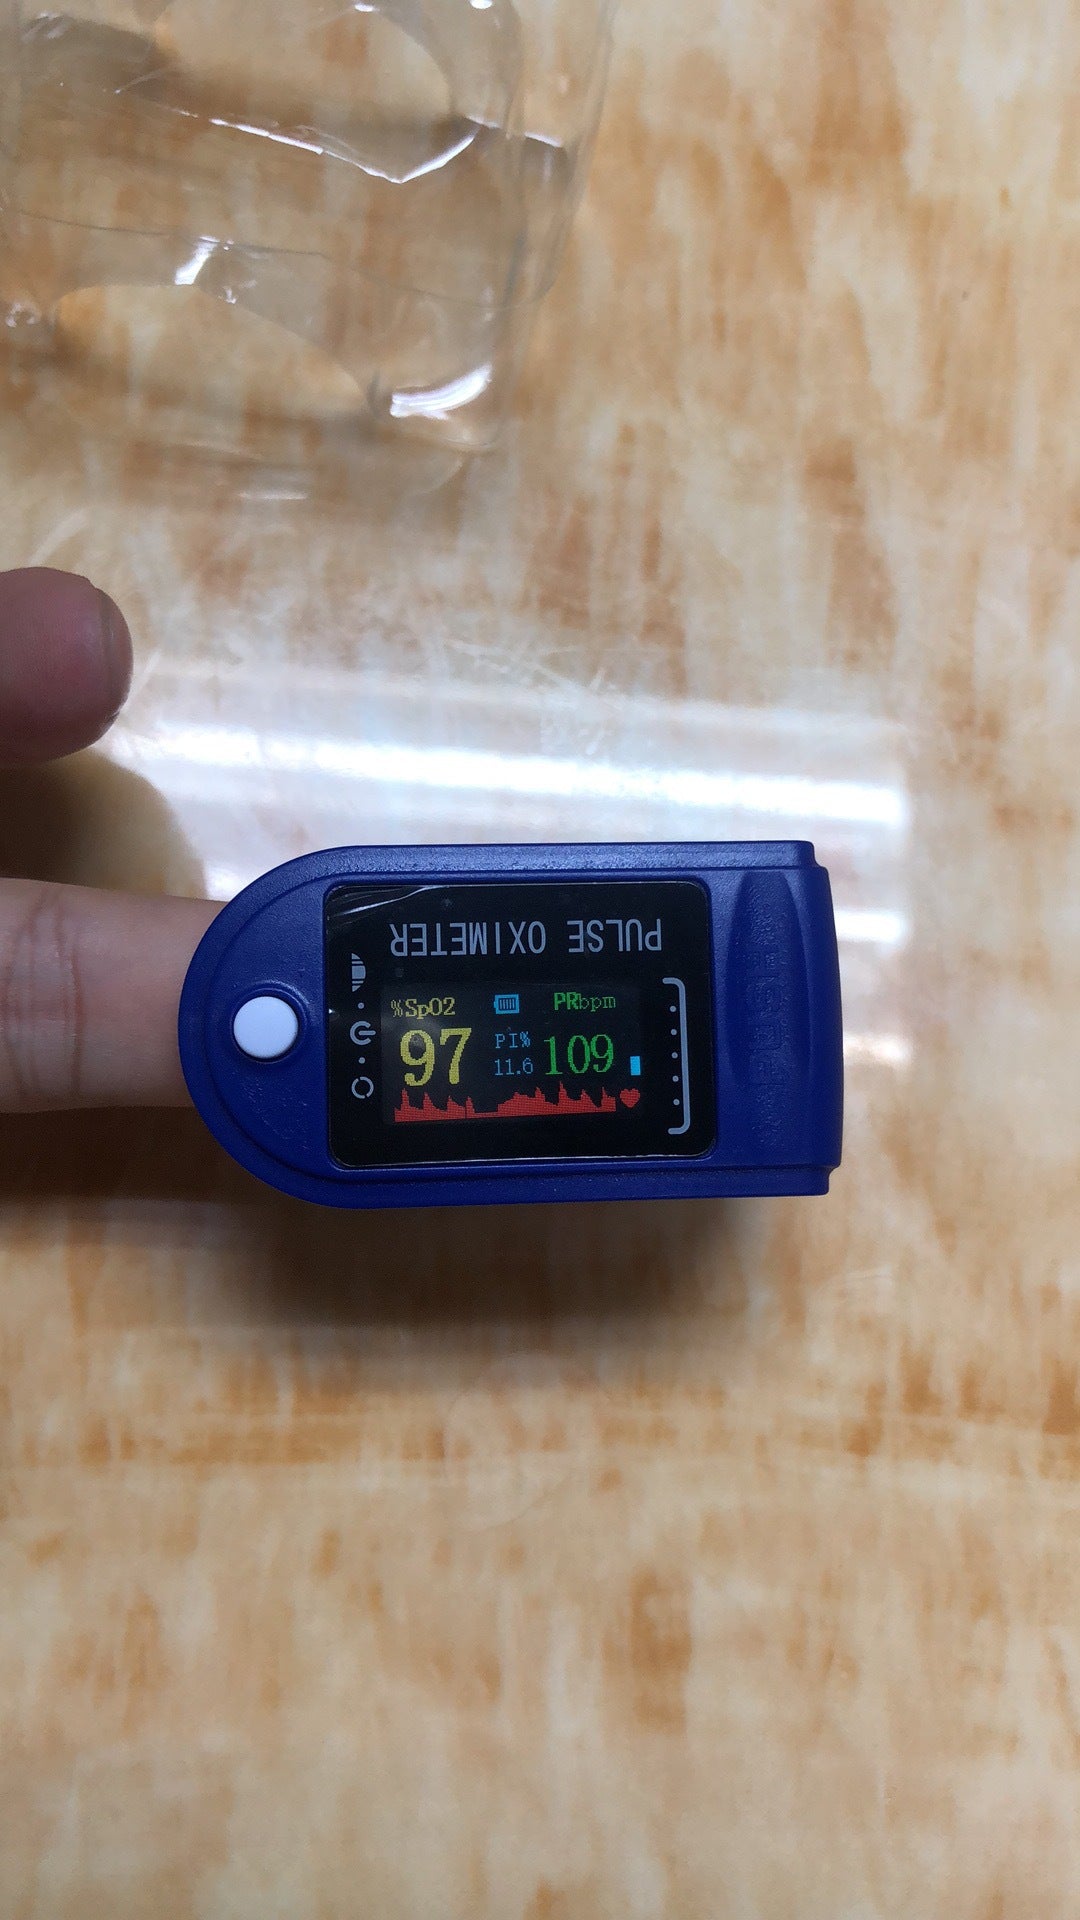 PULSE OXIMETER
%SpO2 PRbpm
97 PI% 109
11.6